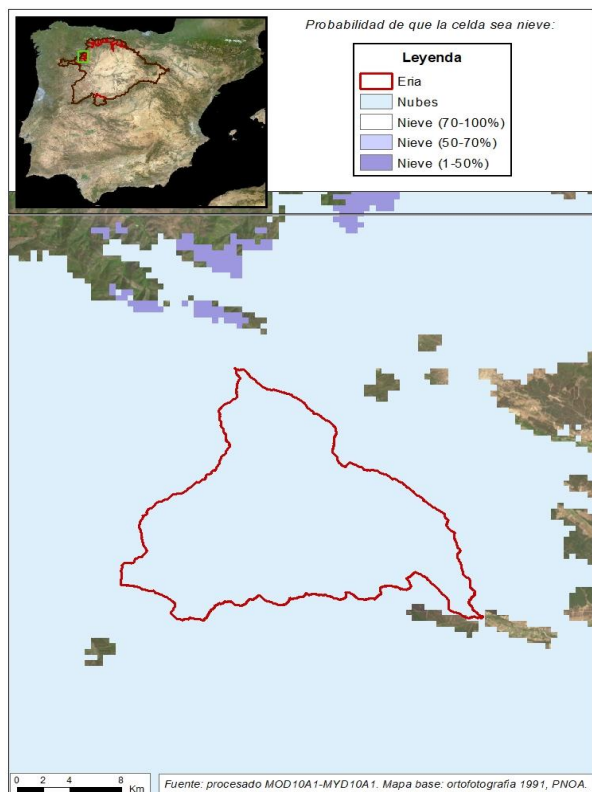 Probabilidad de que la celda sea nieve:
Leyenda
Eria
Nubes
Nieve (70-100%)
Nieve (50-70%)
Nieve (1-50%)
0 2 4 8
Km
Fuente: procesado MOD10A1-MYD10A1. Mapa base: ortofotografía 1991, PNOA.